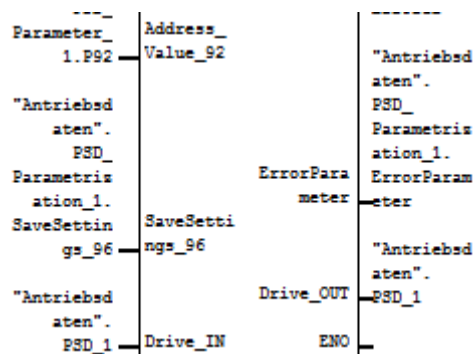 Parameter_
1.P92
Address_
Value_92
"Antriebsd
aten".
PSD_
Parametris
ation_1.
SaveSettin
gs_96
SaveSetti
ngs_96
"Antriebsd
aten".
PSD_1
Drive_IN
ErrorPara
meter
"Antriebsd
aten".
PSD_
Parametris
ation_1.
ErrorParam
eter
Drive_OUT
"Antriebsd
aten".
PSD_1
ENO